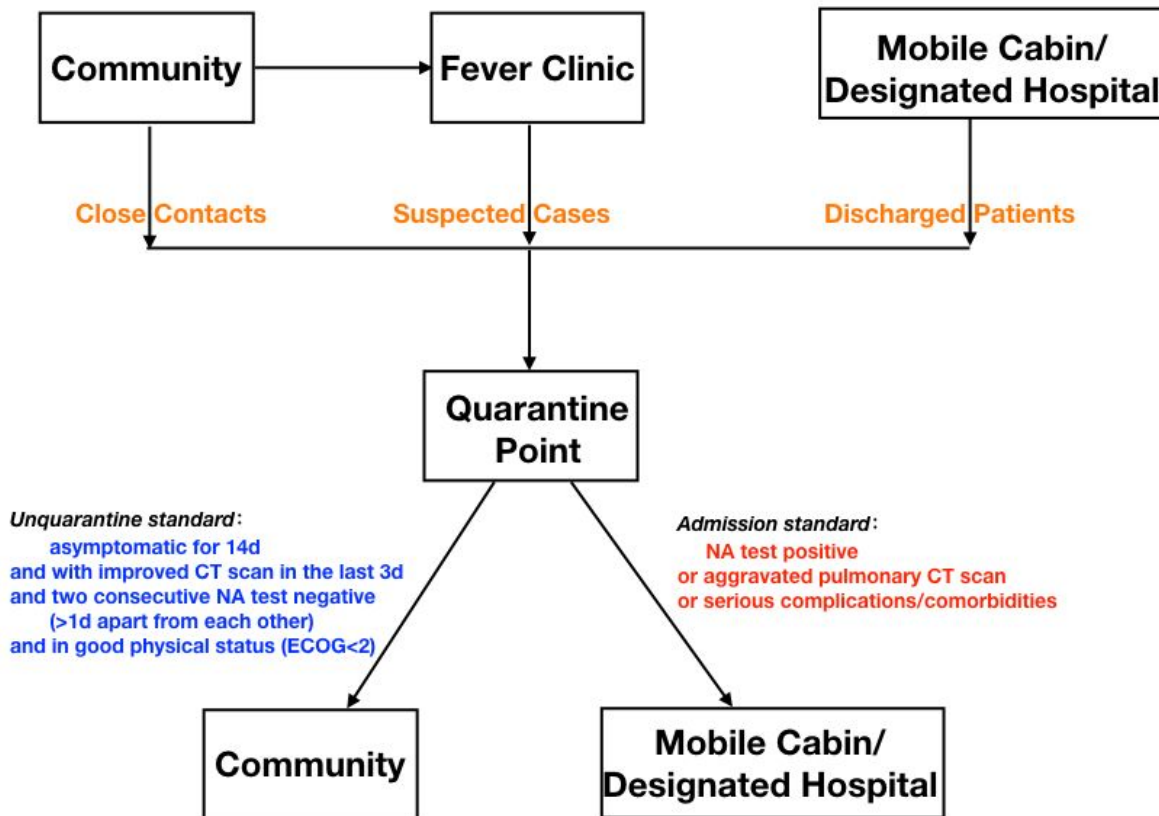 Community
Fever Clinic
Mobile Cabin/
Designated Hospital
Close Contacts
Suspected Cases
Discharged Patients
Quarantine
Point
Unquarantine standard：
asymptomatic for 14d
and with improved CT scan in the last 3d
and two consecutive NA test negative
(>1d apart from each other)
and in good physical status (ECOG<2)
Admission standard：
NA test positive
or aggravated pulmonary CT scan
or serious complications/comorbidities
Community
Mobile Cabin/
Designated Hospital